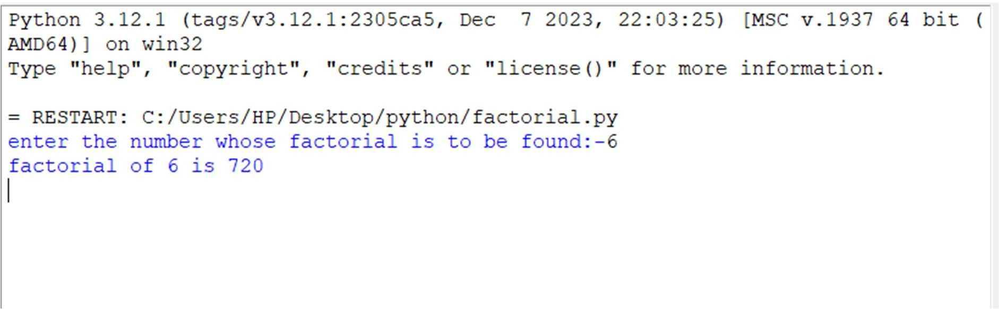 Python 3.12.1 (tags/v3.12.1:2305ca5, Dec  7 2023, 22:03:25) [MSC v.1937 64 bit (
AMD64)] on win32
Type "help", "copyright", "credits" or "license()" for more information.
= RESTART: C:/Users/HP/Desktop/python/factorial.py
enter the number whose factorial is to be found:-6
factorial of 6 is 720